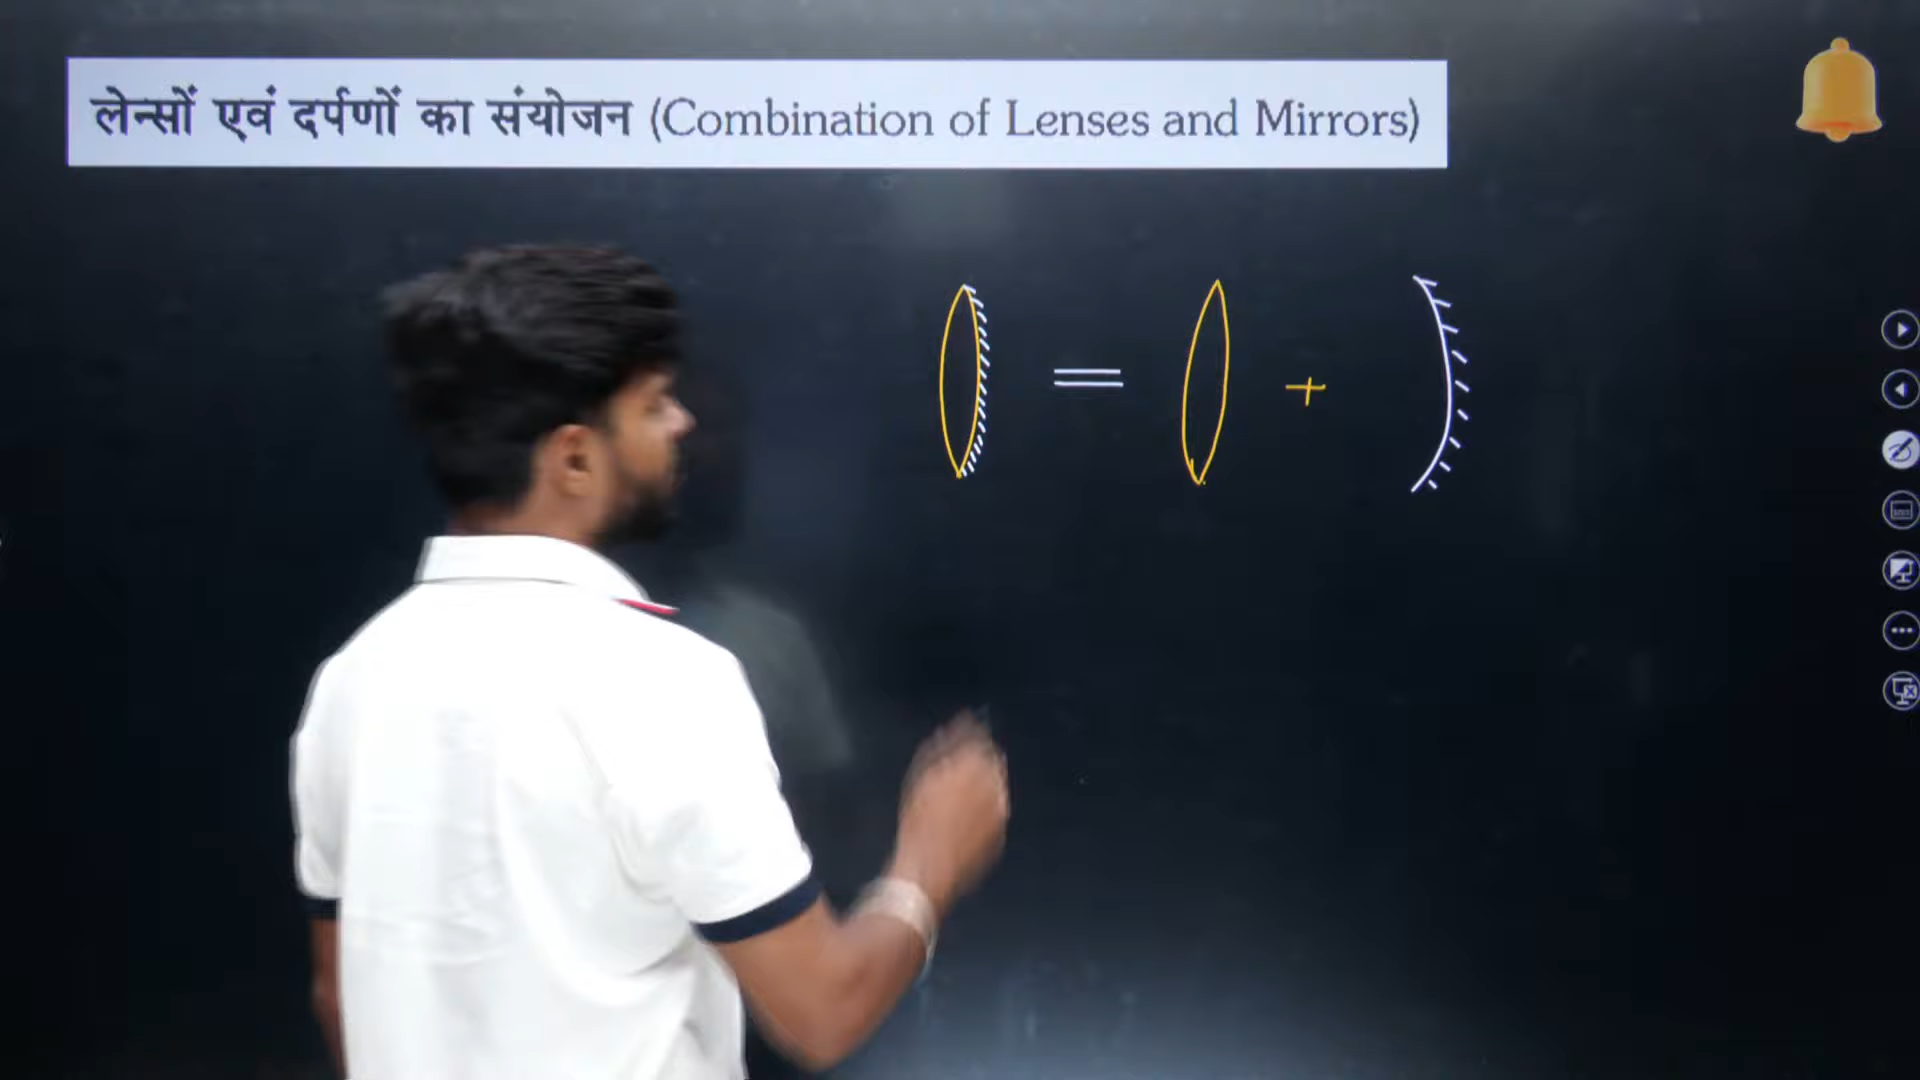 लेन्सों एवं दर्पणों का संयोजन (Combination of Lenses and Mirrors)
= +